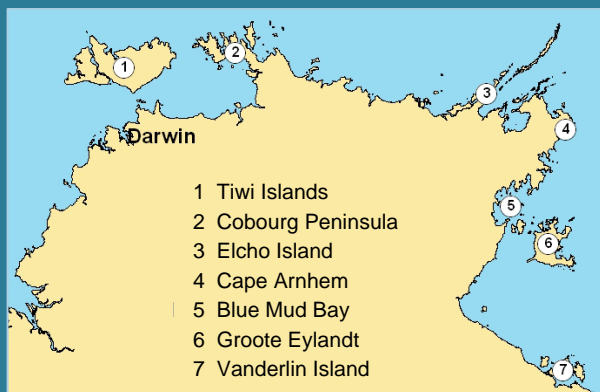 1
2
3
Darwin
4
1 Tiwi Islands
2 Cobourg Peninsula
5
3 Elcho Island
4 Cape Arnhem
6
5 Blue Mud Bay
6 Groote Eylandt
7 Vanderlin Island
7